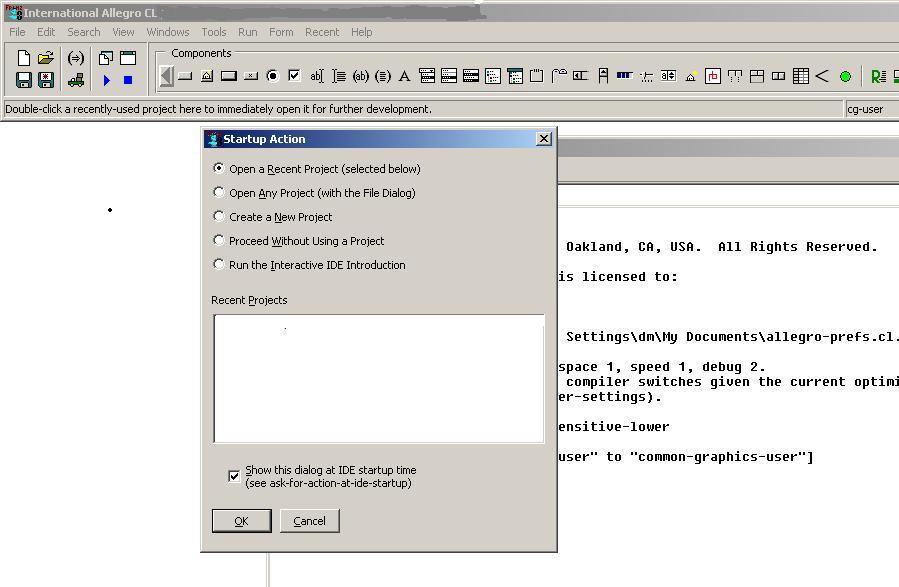 International Allegro CL
File Edit Search View Windows Tools Run Form Recent Help
Components
Double-click a recently-used project here to immediately open it for further development.
cg-user
Startup Action
Open a Recent Project (selected below)
Open Any Project (with the File Dialog)
Create a New Project
Proceed Without Using a Project
Run the Interactive IDE Introduction
Recent Projects
Show this dialog at IDE startup time
(see ask-for-action-at-ide-startup)
OK Cancel
Oakland, CA, USA. All Rights Reserved.
is licensed to:
Settings\dm\My Documents\allegro-prefs.cl.
space 1, speed 1, debug 2.
compiler switches given the current optimi
er-settings).
ensitive-lower
user" to "common-graphics-user"]